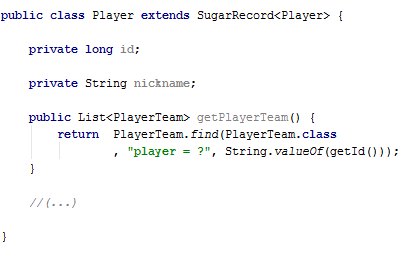 public class Player extends SugarRecord<Player> {
private long id;
private String nickname;
public List<PlayerTeam> getPlayerTeam() {
return PlayerTeam.find(PlayerTeam.class
, "player = ?", String.valueOf(getId()));
}
//(...)
}